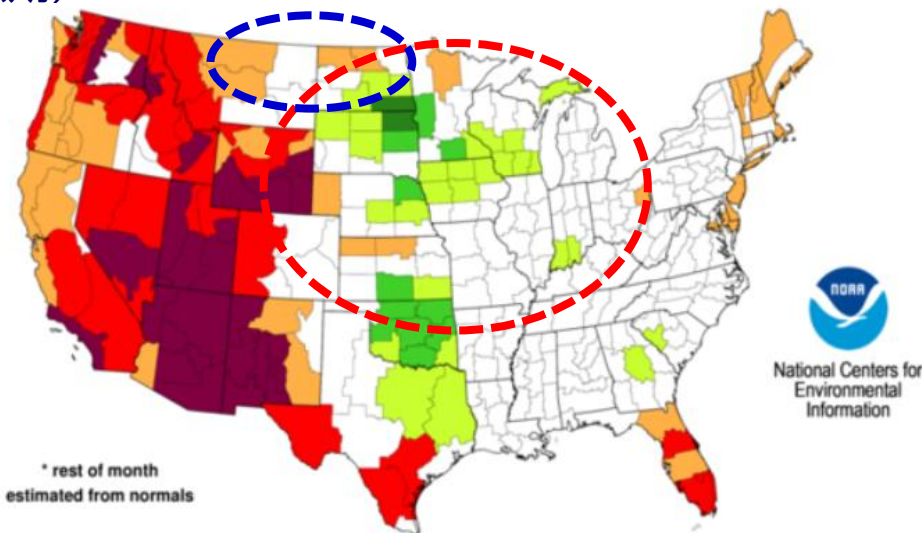 NOAA
National Centers for
Environmental
Information
* rest of month
estimated from normals